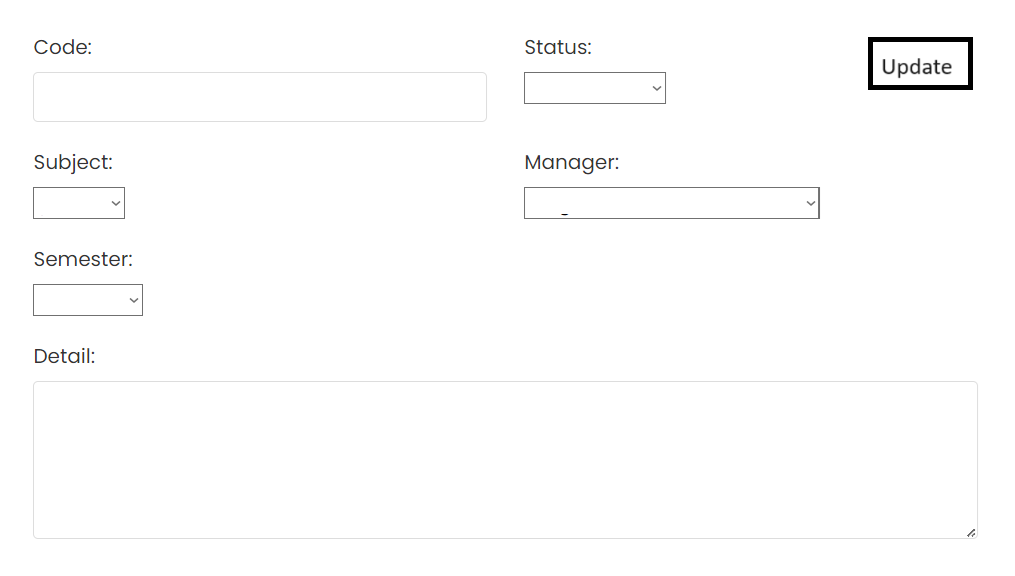 Code:
Status:
Update
Subject:
Manager:
Semester:
Detail: